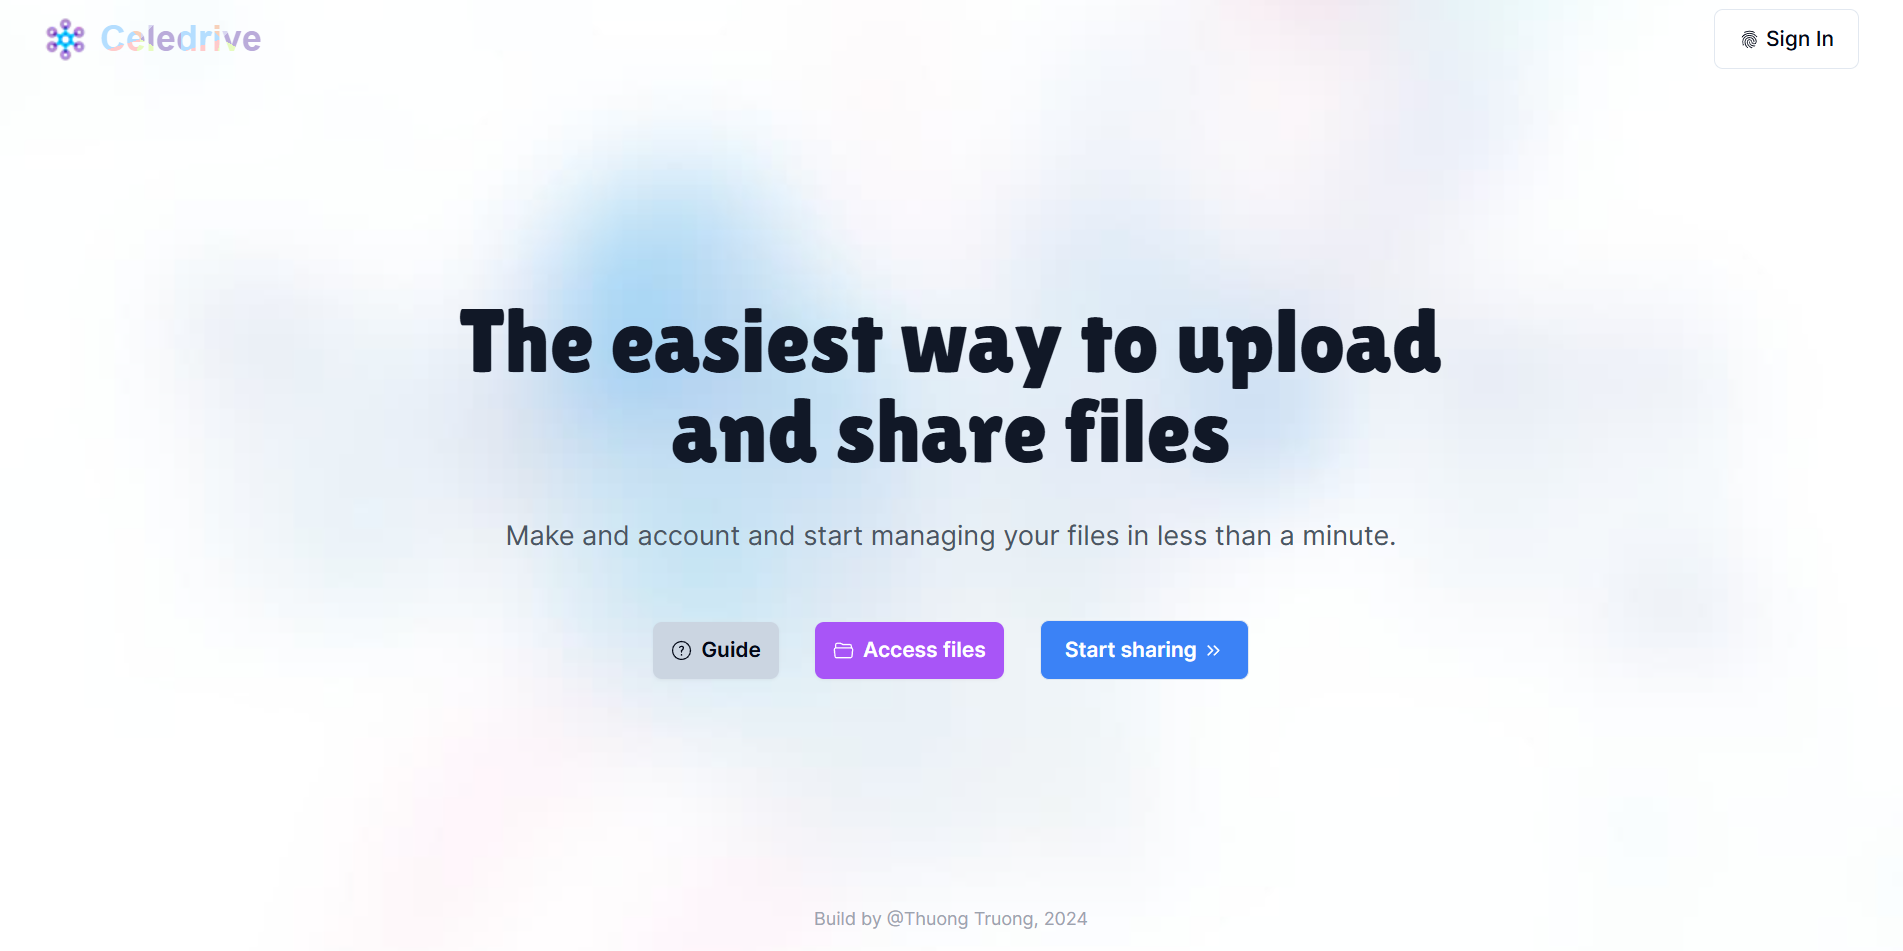 Celedrive
Sign In
The easiest way to upload
and share files
Make and account and start managing your files in less than a minute.
Guide
Access files
Start sharing »
Build by @Thuong Truong, 2024